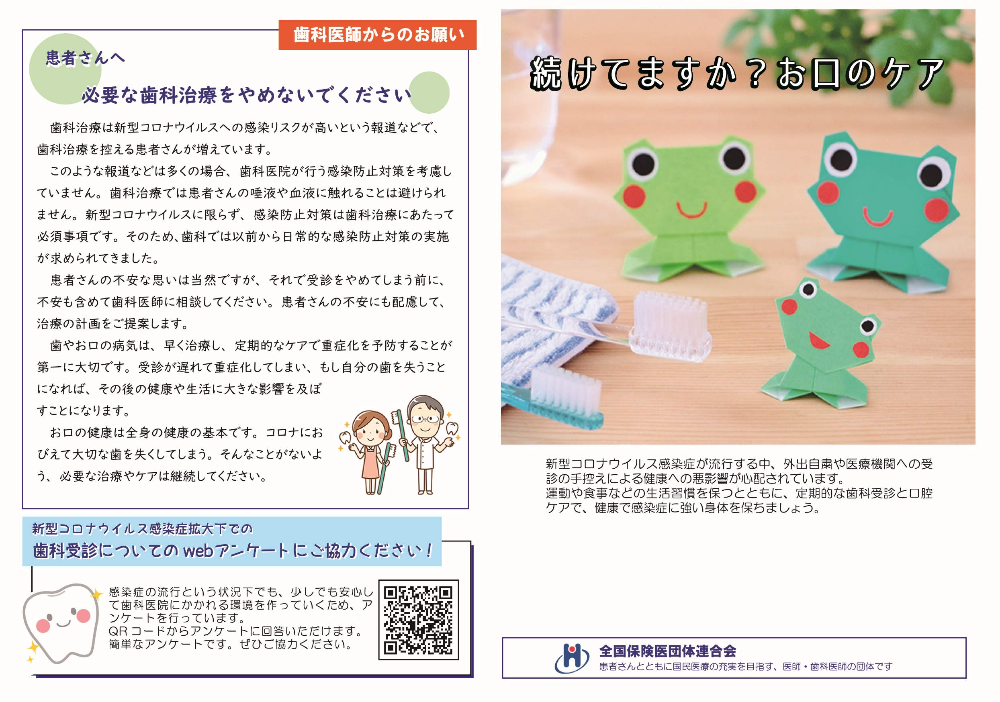 歯科医師からのお願い
患者さんへ
必要な歯科治療をやめないでください
歯科治療は新型コロナウイルスへの感染リスクが高いという報道などで、
歯科治療を控える患者さんが増えています。
このような報道などは多くの場合、歯科医院が行う感染防止対策を考慮し
ていません。歯科治療では患者さんの唾液や血液に触れることは避けられ
ません。新型コロナウイルスに限らず、感染防止対策は歯科治療にあたって
必須事項です。そのため、歯科では以前から日常的な感染防止対策の実施
が求められてきました。
患者さんの不安な思いは当然ですが、それで受診をやめてしまう前に、
不安も含めて歯科医師に相談してください。患者さんの不安にも配慮して、
治療の計画をご提案します。
歯やお口の病気は、早く治療し、定期的なケアで重症化を予防することが
第一に大切です。受診が遅れて重症化してしまい、もし自分の歯を失うこと
になれば、その後の健康や生活に大きな影響を及ぼ
すことになります。
お口の健康は全身の健康の基本です。コロナにお
びえて大切な歯を失くしてしまう。そんなことがないよ
う、必要な治療やケアは継続してください。
新型コロナウイルス感染症拡大下での
歯科受診についてのwebアンケートにご協力ください！
感染症の流行という状況下でも、少しでも安心し
て歯科医院にかかれる環境を作っていくため、ア
ンケートを行っています。
QRコードからアンケートに回答いただけます。
簡単なアンケートです。ぜひご協力ください。
続けてますか？お口のケア
新型コロナウイルス感染症が流行する中、外出自粛や医療機関への受
診の手控えによる健康への悪影響が心配されています。
運動や食事などの生活習慣を保つとともに、定期的な歯科受診と口腔
ケアで、健康で感染症に強い身体を保ちましょう。
全国保険医団体連合会
患者さんとともに国民医療の充実を目指す、医師・歯科医師の団体です